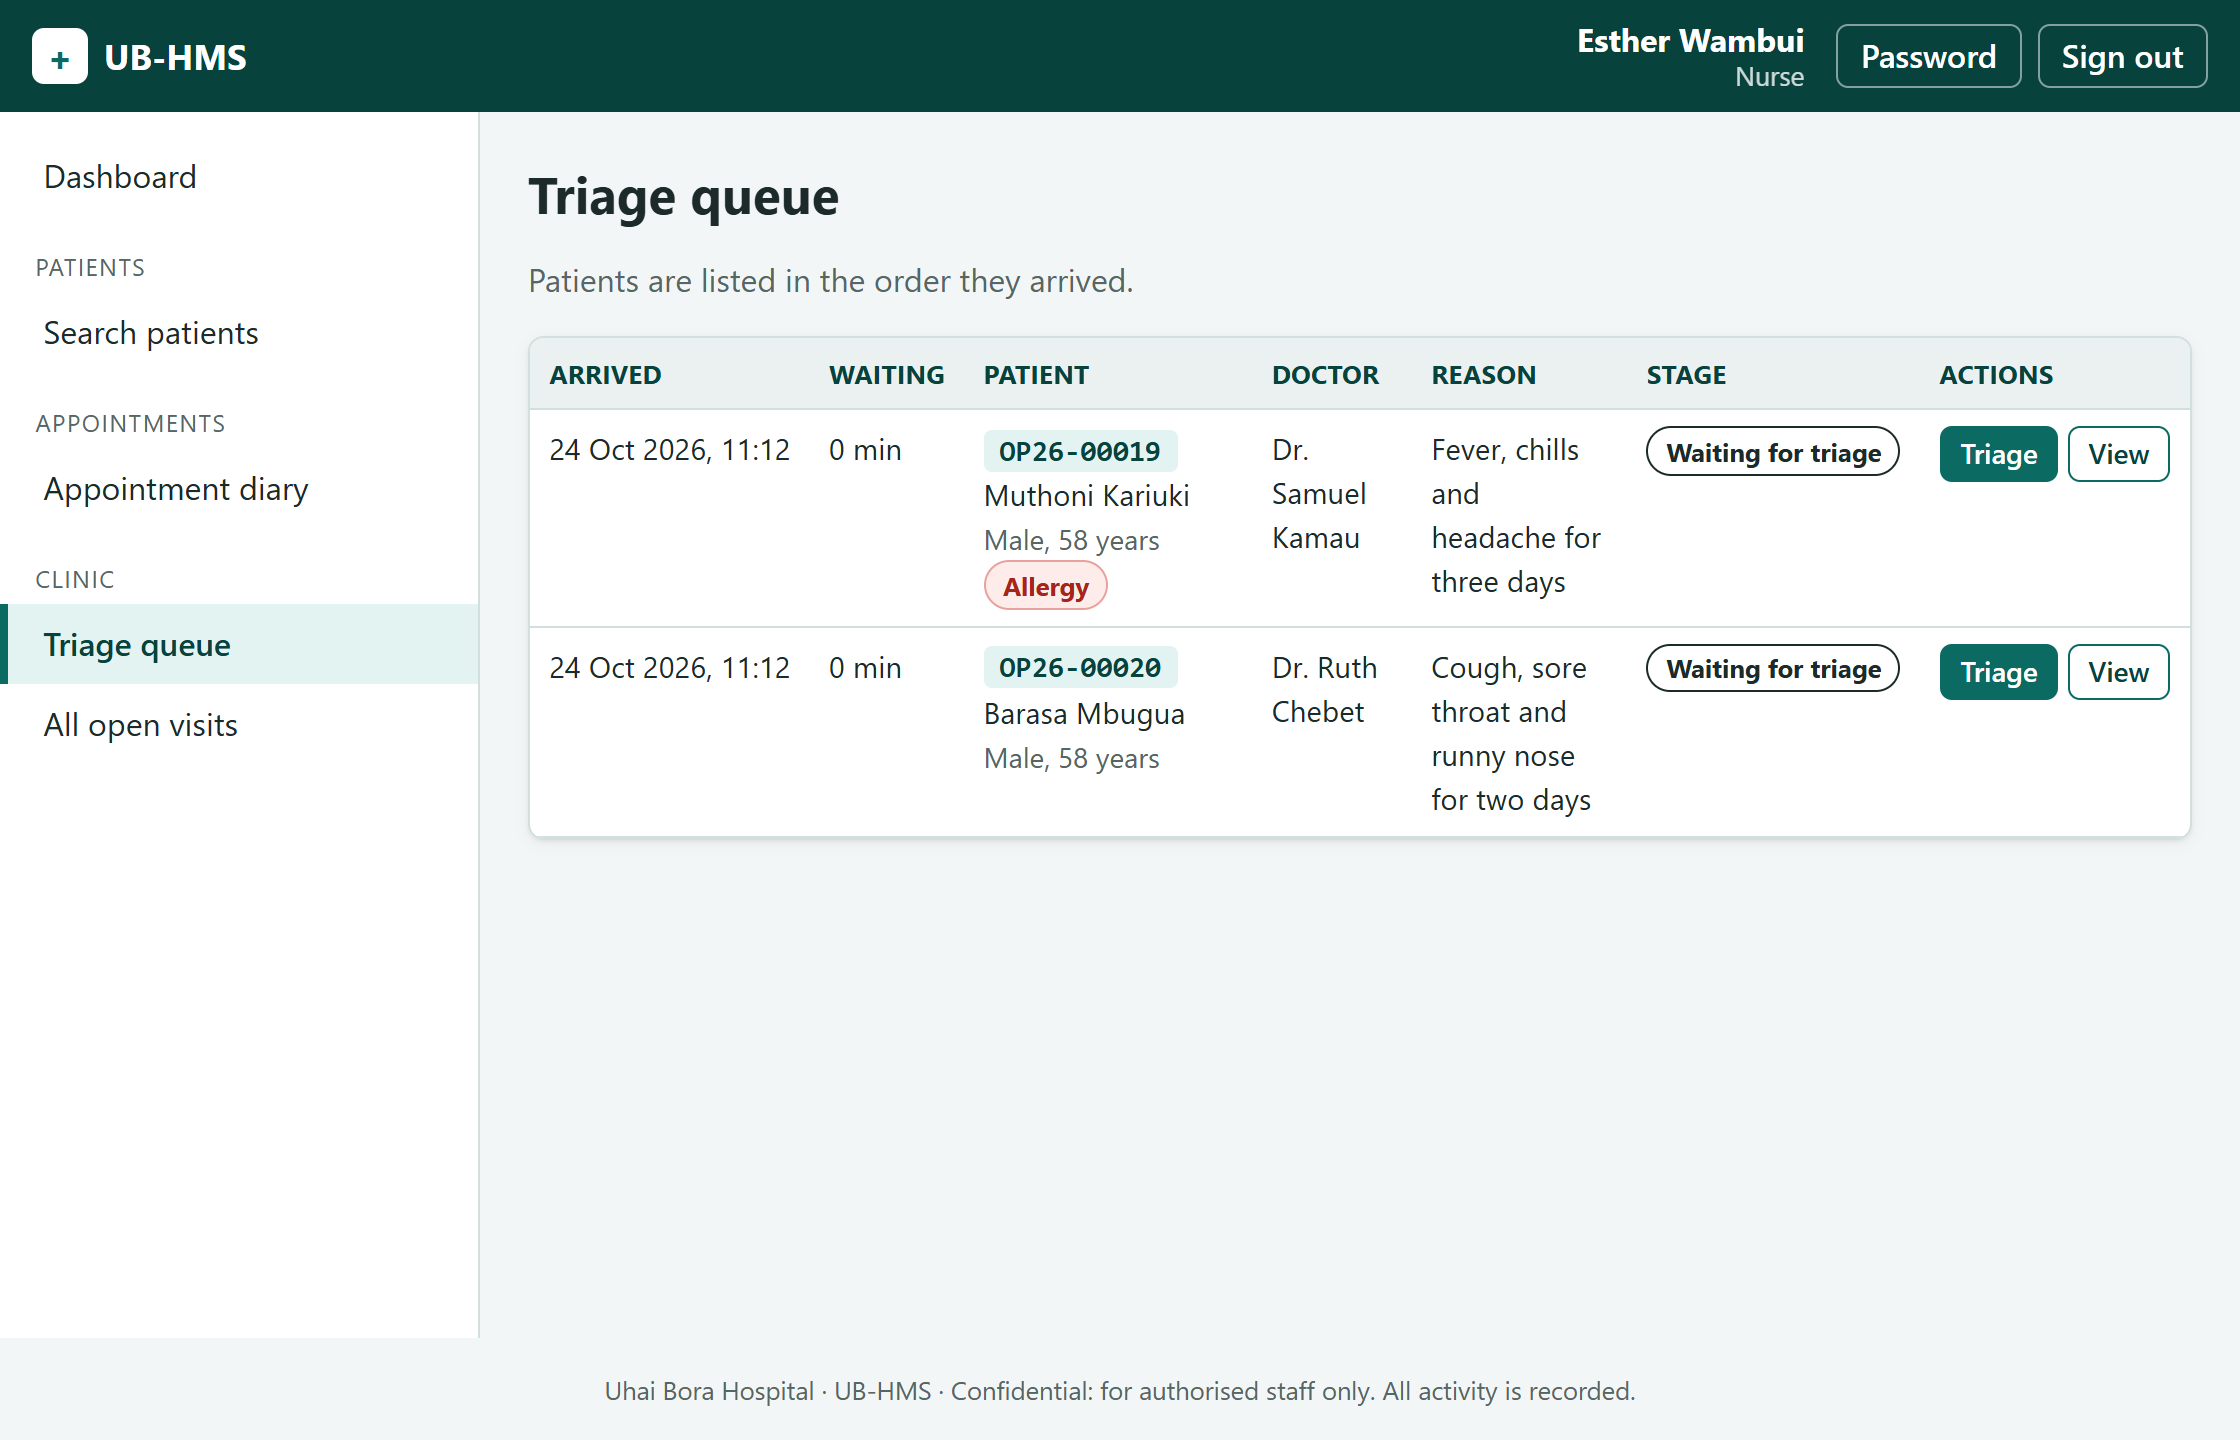 + UB-HMS
Esther Wambui
Nurse
Password
Sign out
Dashboard
PATIENTS
Search patients
APPOINTMENTS
Appointment diary
CLINIC
Triage queue
All open visits
Triage queue
Patients are listed in the order they arrived.
ARRIVED WAITING PATIENT DOCTOR REASON STAGE ACTIONS
24 Oct 2026, 11:12
0 min
OP26-00019
Muthoni Kariuki
Male, 58 years
Allergy
Dr.
Samuel
Kamau
Fever, chills
and
headache for
three days
Waiting for triage
Triage
View
24 Oct 2026, 11:12
0 min
OP26-00020
Barasa Mbugua
Male, 58 years
Dr. Ruth
Chebet
Cough, sore
throat and
runny nose
for two days
Waiting for triage
Triage
View
Uhai Bora Hospital · UB-HMS · Confidential: for authorised staff only. All activity is recorded.